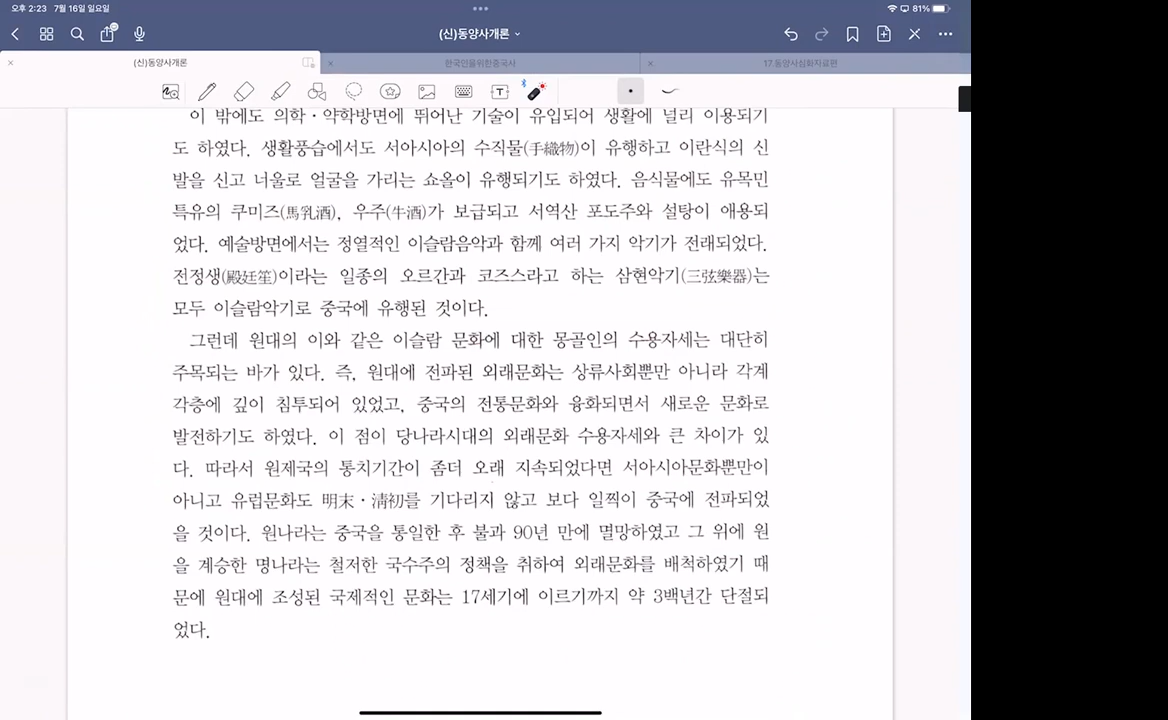 오후 2:23 7월 16일 일요일
81%
(신)동양사개론
(신)동양사개론
한국인을위한중국사
17.동양사심화자료편
이 밖에도 의학·약학방면에 뛰어난 기술이 유입되어 생활에 널리 이용되기
도 하였다. 생활풍습에서도 서아시아의 수직물(手織物)이 유행하고 이란식의 신
발을 신고 너울로 얼굴을 가리는 쇼올이 유행되기도 하였다. 음식물에도 유목민
특유의 쿠미즈(馬乳酒), 우주(牛酒)가 보급되고 서역산 포도주와 설탕이 애용되
었다. 예술방면에서는 정열적인 이슬람음악과 함께 여러 가지 악기가 전래되었다.
전정생(殿廷笙)이라는 일종의 오르간과 코즈스라고 하는 삼현악기(三弦樂器)는
모두 이슬람악기로 중국에 유행된 것이다.
그런데 원대의 이와 같은 이슬람 문화에 대한 몽골인의 수용자세는 대단히
주목되는 바가 있다. 즉, 원대에 전파된 외래문화는 상류사회뿐만 아니라 각계
각층에 깊이 침투되어 있었고, 중국의 전통문화와 융화되면서 새로운 문화로
발전하기도 하였다. 이 점이 당나라시대의 외래문화 수용자세와 큰 차이가 있
다. 따라서 원제국의 통치기간이 좀더 오래 지속되었다면 서아시아문화뿐만이
아니고 유럽문화도 明末·淸初를 기다리지 않고 보다 일찍이 중국에 전파되었
을 것이다. 원나라는 중국을 통일한 후 불과 90년 만에 멸망하였고 그 위에 원
을 계승한 명나라는 철저한 국수주의 정책을 취하여 외래문화를 배척하였기 때
문에 원대에 조성된 국제적인 문화는 17세기에 이르기까지 약 3백년간 단절되
었다.